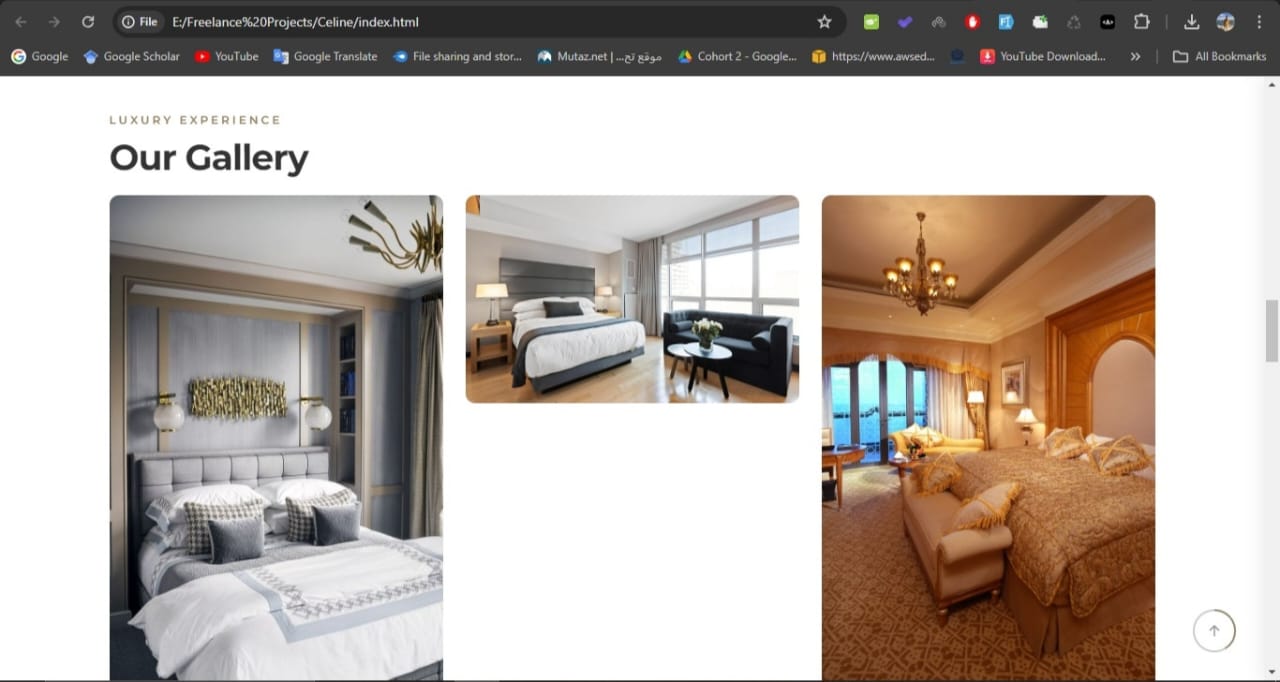 File E:/Freelance%20Projects/Celine/index.html
Google Google Scholar YouTube Google Translate File sharing and stor... Mutaz.net | موقع تح... Cohort 2 - Google... https://www.awsed... YouTube Download... » All Bookmarks
LUXURY EXPERIENCE
Our Gallery